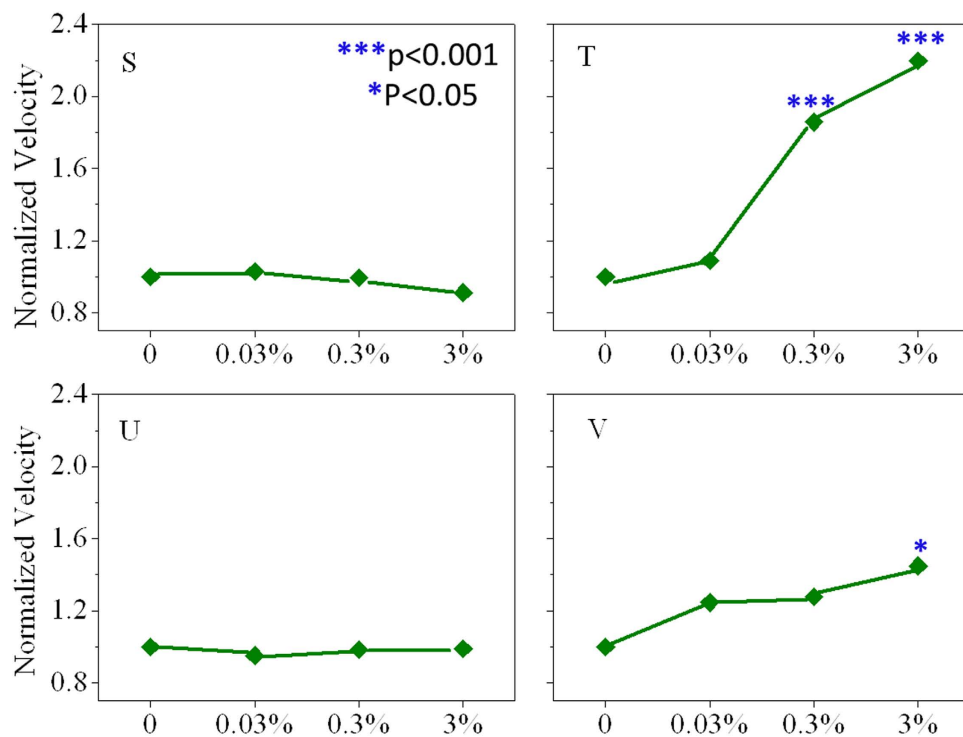 S
***p<0.001
*P<0.05
Normalized Velocity
2.4
2.0
1.6
1.2
0.8
0 0.03% 0.3% 3%
T
***
***
0 0.03% 0.3% 3%
U
Normalized Velocity
2.4
2.0
1.6
1.2
0.8
0 0.03% 0.3% 3%
V
*
0 0.03% 0.3% 3%